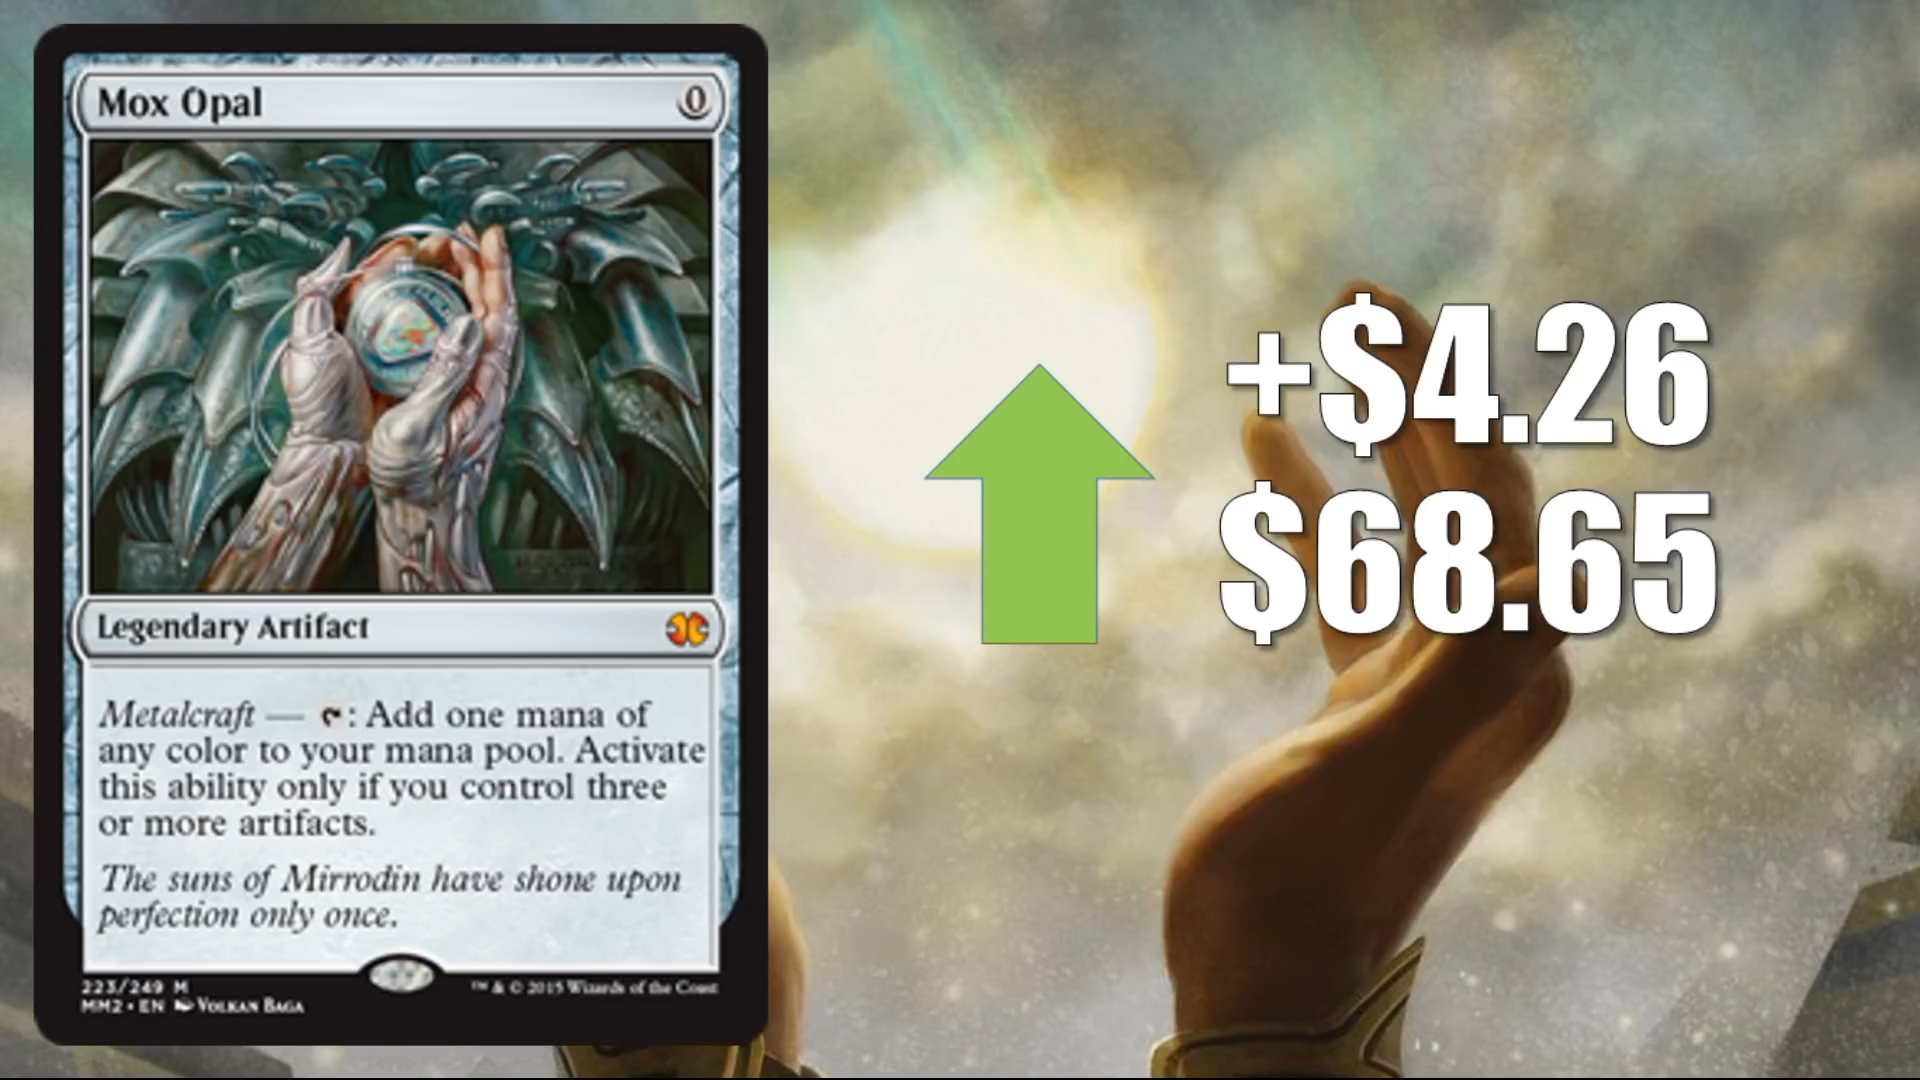 Mox Opal 0
Legendary Artifact
Metalcraft — : Add one mana of
any color to your mana pool. Activate
this ability only if you control three
or more artifacts.
The suns of Mirrodin have shone upon
perfection only once.
223/249 M
MM2 • EN VOLKAN BAGA
™ & © 2015 Wizards of the Coast
+$4.26
$68.65